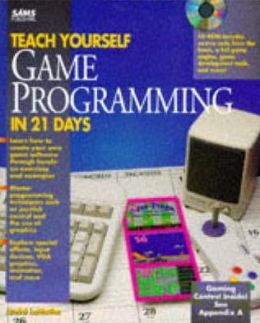 SAMS
PUBLISHING
TEACH YOURSELF
GAME
PROGRAMMING
IN 21 DAYS
CD-ROM includes
source code from the
book, a full game
engine, game
development tools,
and more!
Learn how to
create your own
game software
through hands-
on exercises
and examples
Master
programming
techniques such
as joystick
control and
the use of
graphics
Explore special
effects, input
devices, VGA
graphics,
animation,
and more
14
Gaming
Contest Inside!
See
Appendix A